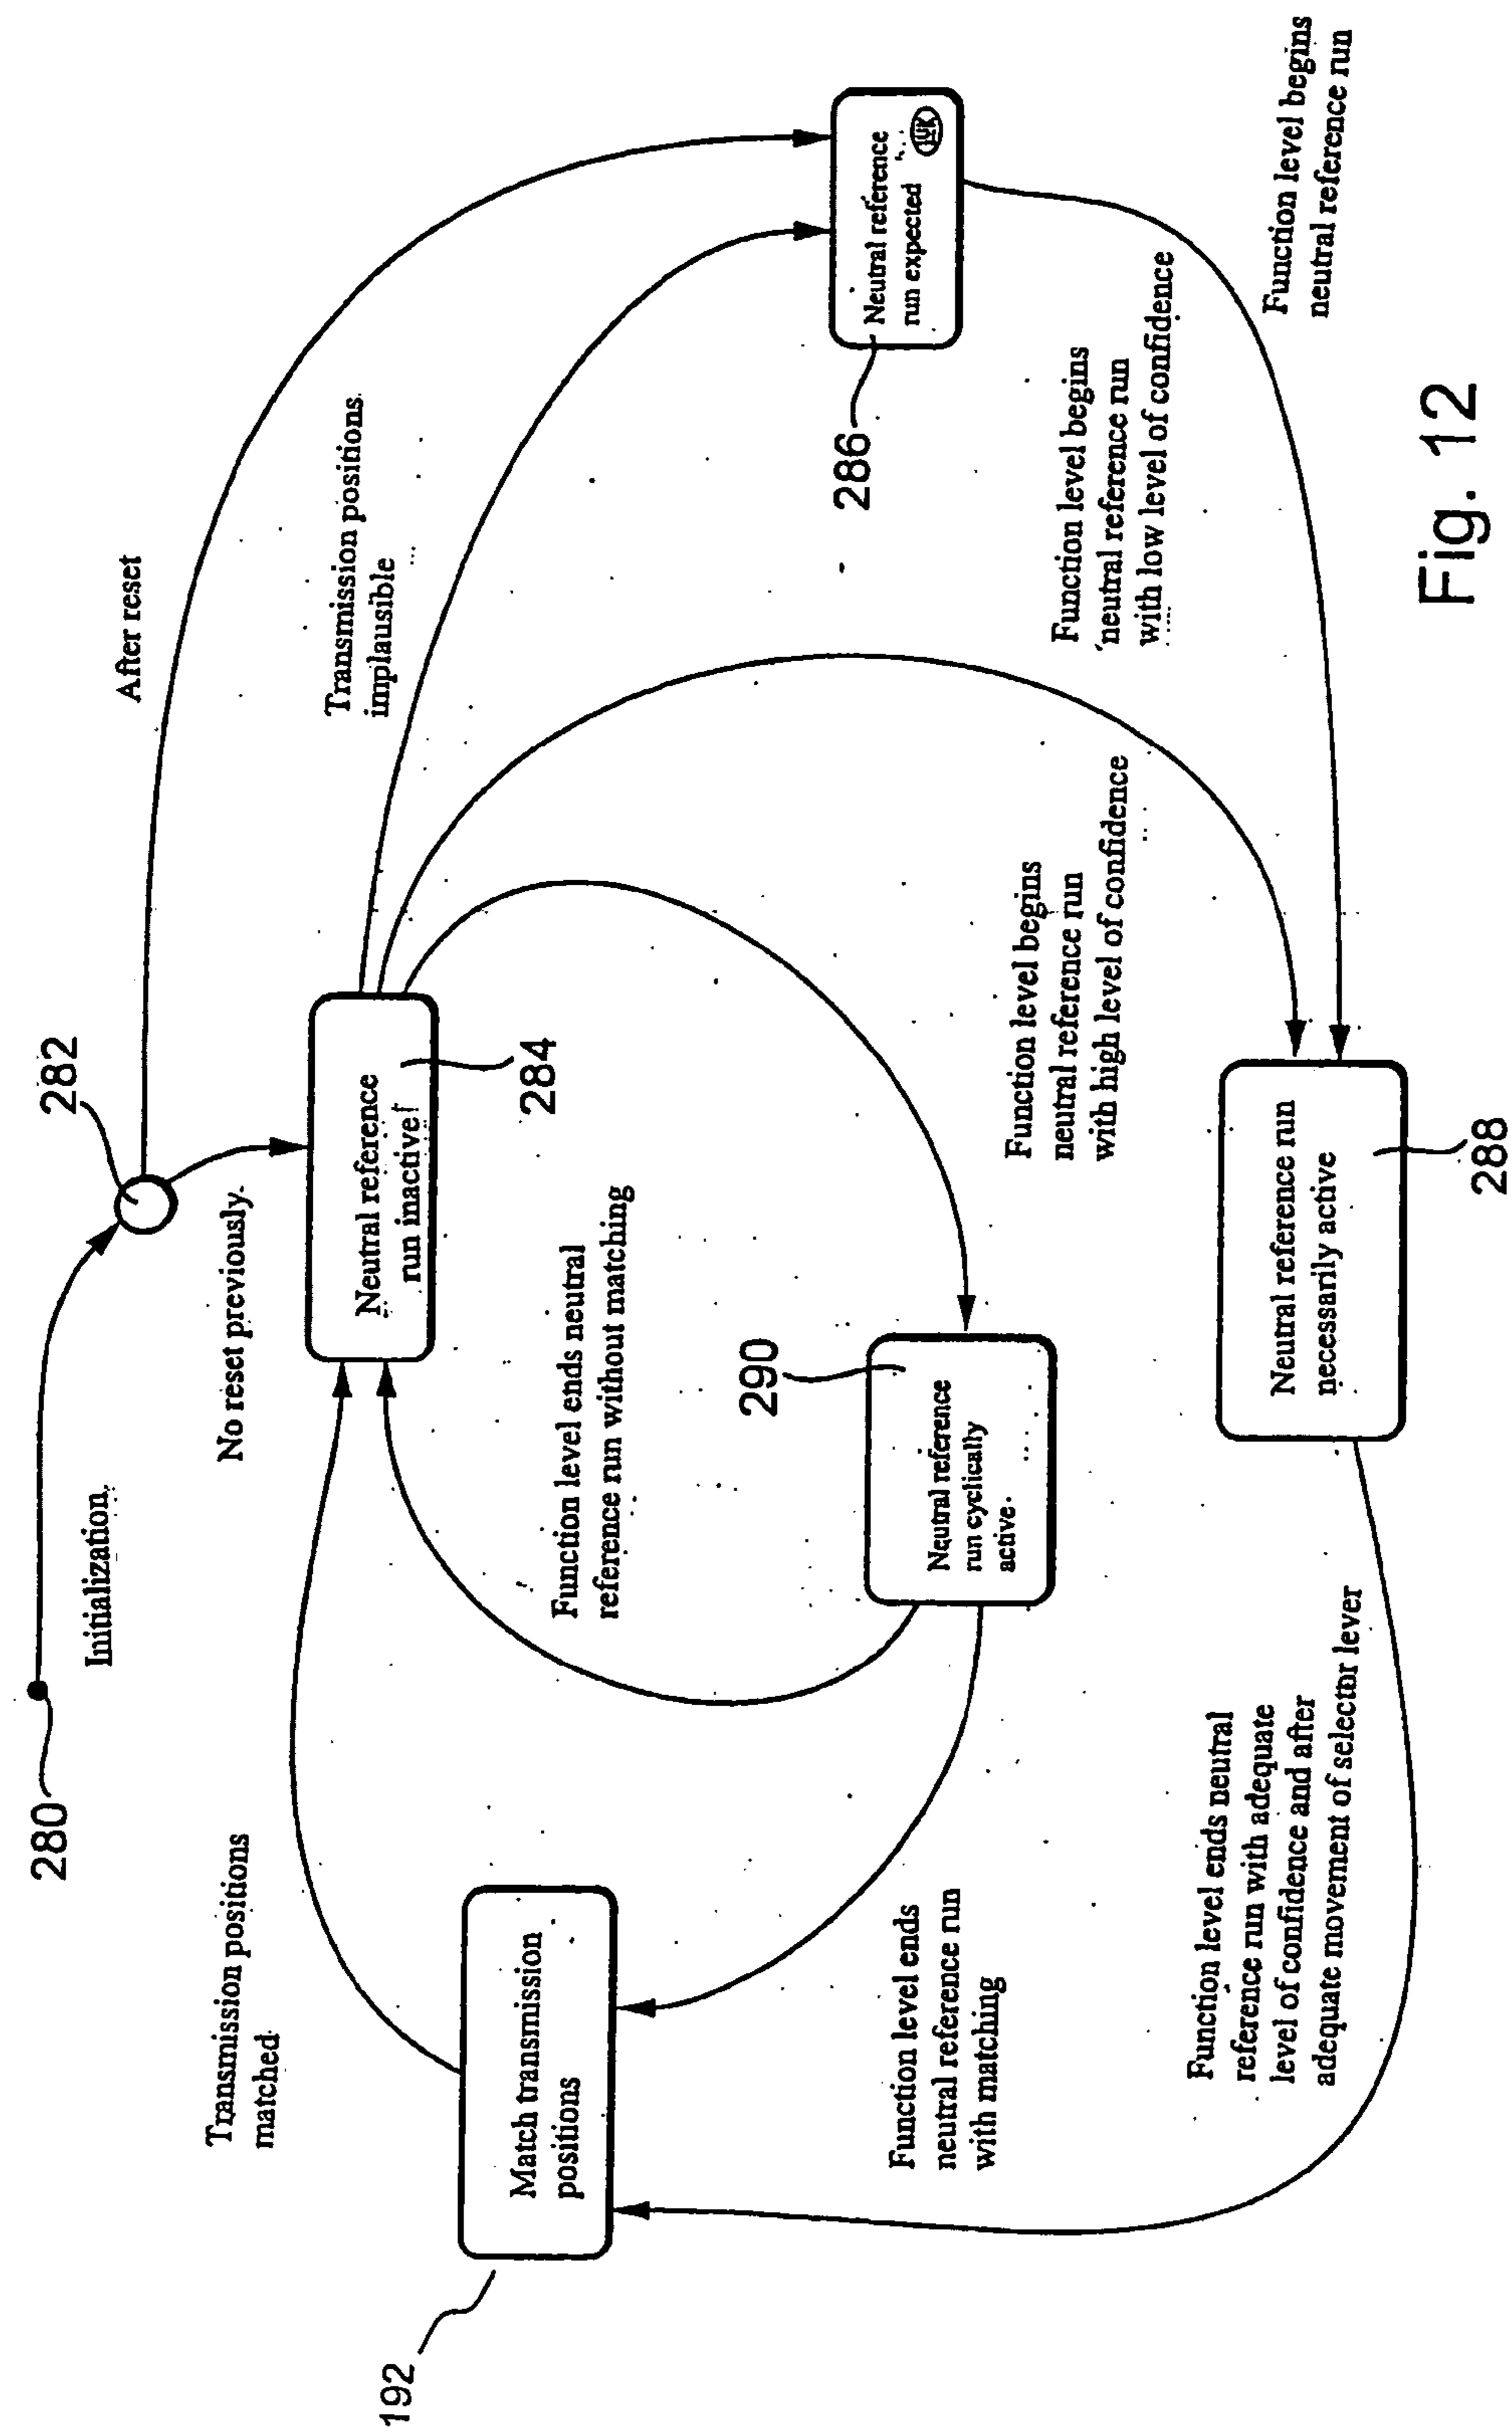 280
Initialization
282
After reset
No reset previously
Transmission positions
matched
Neutral reference
run inactive
284
Transmission positions
implausible
Neutral reference
run expected
286
192
Match transmission
positions
Function level ends neutral
reference run without matching
290
Neutral reference
run cyclically
active
Function level ends
neutral reference run
with matching
Function level begins
neutral reference run
with high level of confidence
Function level begins
neutral reference run
with low level of confidence
Function level begins
neutral reference run
Neutral reference run
necessarily active
288
Function level ends neutral
reference run with adequate
level of confidence and after
adequate movement of selector lever
Fig. 12